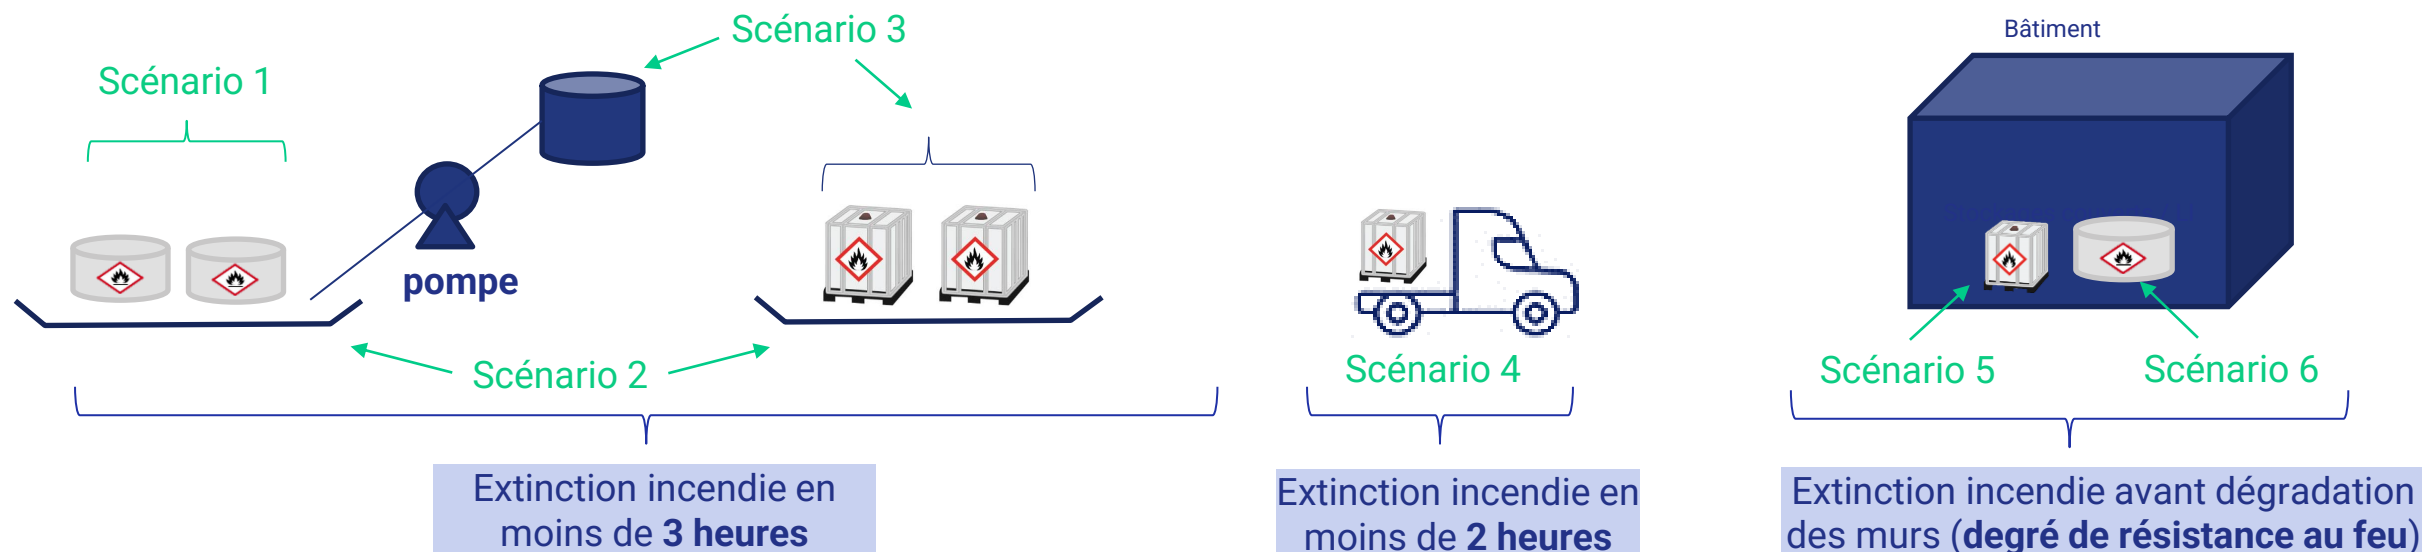 Scénario 3
Bâtiment
Scénario 1
pompe
Scénario 2
Scénario 4
Scénario 5
Scénario 6
Extinction incendie en
moins de 3 heures
Extinction incendie en
moins de 2 heures
Extinction incendie avant dégradation
des murs (degré de résistance au feu)